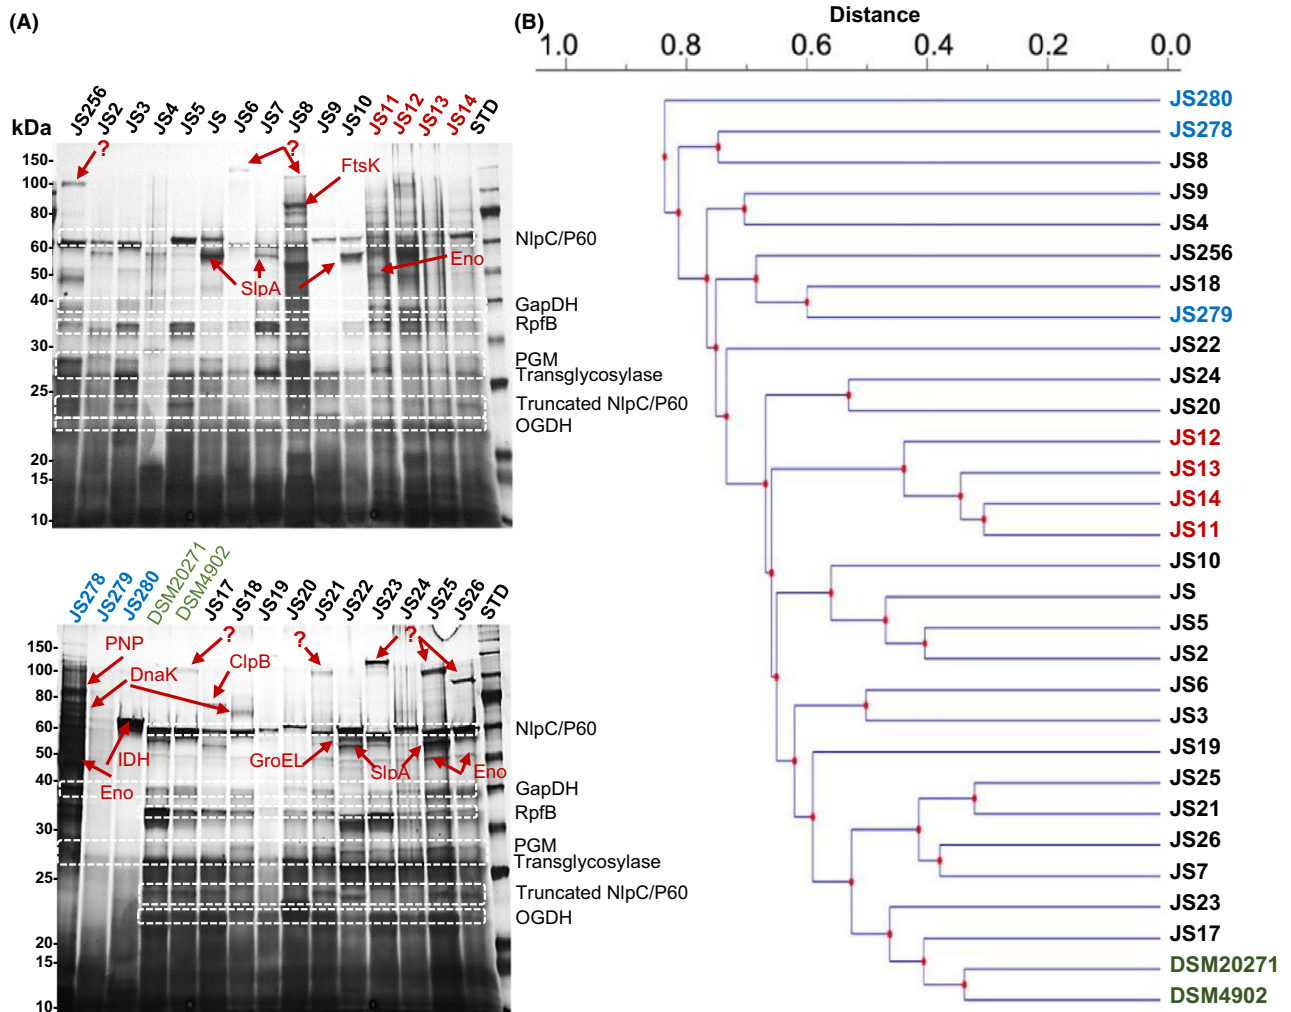 (A)
kDa
JS256
JS2
JS3
JS4
JS5
JS
JS6
JS7
JS8
JS9
JS10
JS11
JS12
JS13
JS14
STD
150-
100-
80-
60-
50-
40-
30-
25-
20-
15-
10-
?
?
FtsK
SlpA
Eno
NlpC/P60
GapDH
RpfB
PGM
Transglycosylase
Truncated NlpC/P60
OGDH
JS278
JS279
JS280
DSM20271
DSM4902
JS17
JS18
JS19
JS20
JS21
JS22
JS23
JS24
JS25
JS26
STD
150-
100-
80-
60-
50-
40-
30-
25-
20-
15-
10-
PNP
DnaK
?
ClpB
?
?
IDH
Eno
GroEL
SlpA
Eno
NlpC/P60
GapDH
RpfB
PGM
Transglycosylase
Truncated NlpC/P60
OGDH
(B)
Distance
1.0 0.8 0.6 0.4 0.2 0.0
JS280
JS278
JS8
JS9
JS4
JS256
JS18
JS279
JS22
JS24
JS20
JS12
JS13
JS14
JS11
JS10
JS
JS5
JS2
JS6
JS3
JS19
JS25
JS21
JS26
JS7
JS23
JS17
DSM20271
DSM4902